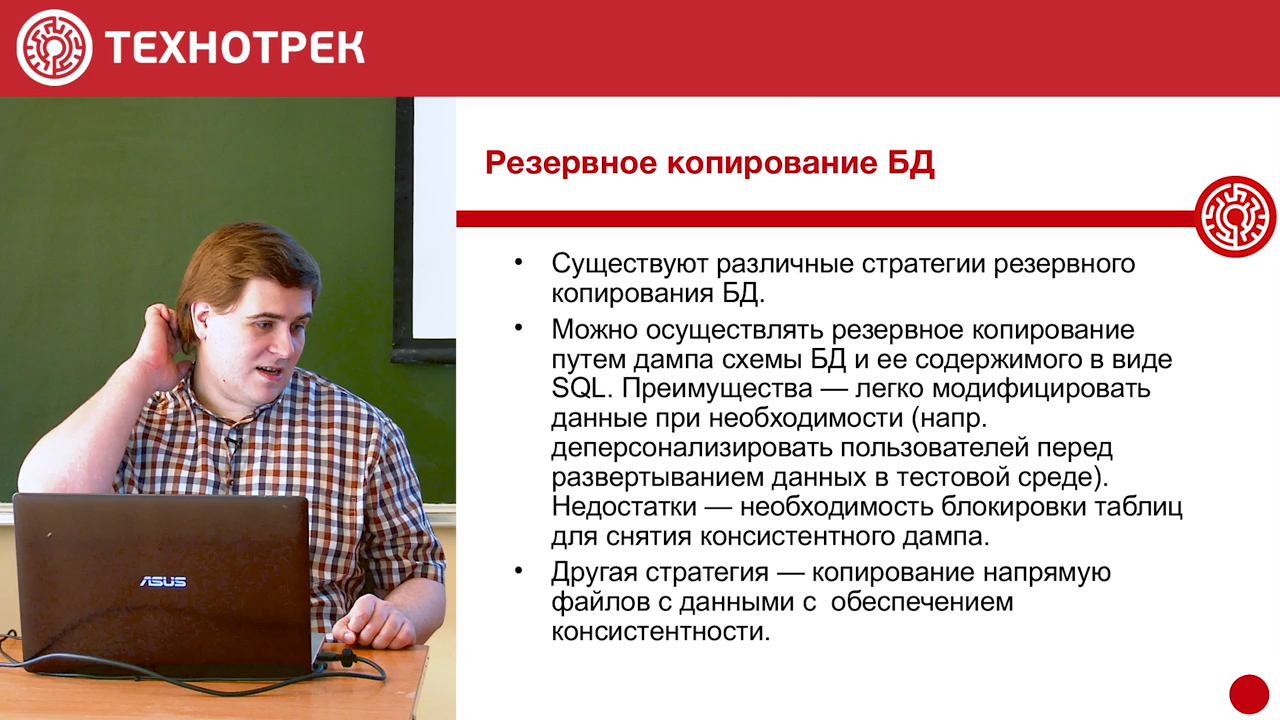 ТЕХНОТРЕК
Резервное копирование БД
• Существуют различные стратегии резервного
копирования БД.
• Можно осуществлять резервное копирование
путем дампа схемы БД и ее содержимого в виде
SQL. Преимущества — легко модифицировать
данные при необходимости (напр.
деперсонализировать пользователей перед
развертыванием данных в тестовой среде).
Недостатки — необходимость блокировки таблиц
для снятия консистентного дампа.
• Другая стратегия — копирование напрямую
файлов с данными с  обеспечением
консистентности.
ASUS